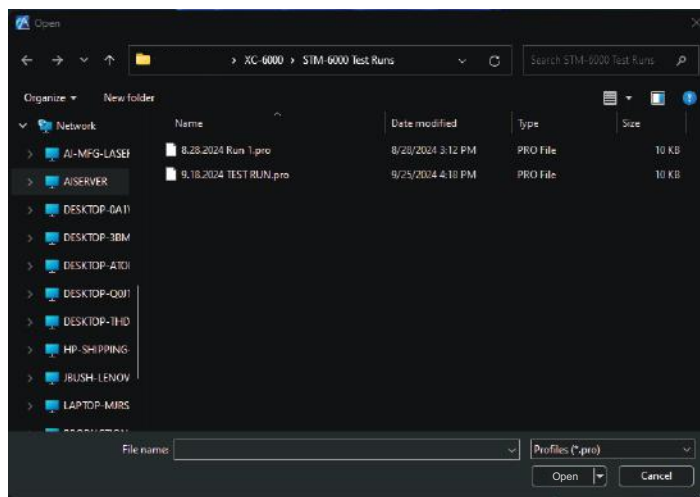 Open
XC-6000 > STM-6000 Test Runs
Search STM-6000 Test Runs
Organize
New folder
Name
Date modified
Type
Size
Network
AI-MFG-LASEF
AISERVER
DESKTOP-0A1\
DESKTOP-3BM
DESKTOP-ATOI
DESKTOP-Q0J1
DESKTOP-THD
HP-SHIPPING-
JBUSH-LENOV
LAPTOP-MJRS
8.28.2024 Run 1.pro
8/28/2024 3:12 PM
PRO File
10 KB
9.18.2024 TEST RUN.pro
9/25/2024 4:18 PM
PRO File
10 KB
File name:
Profiles (*.pro)
Open
Cancel